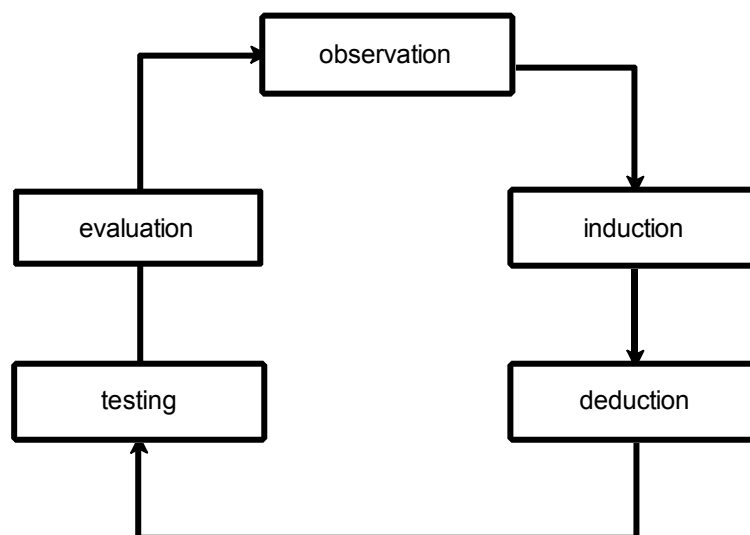 observation
evaluation
induction
testing
deduction